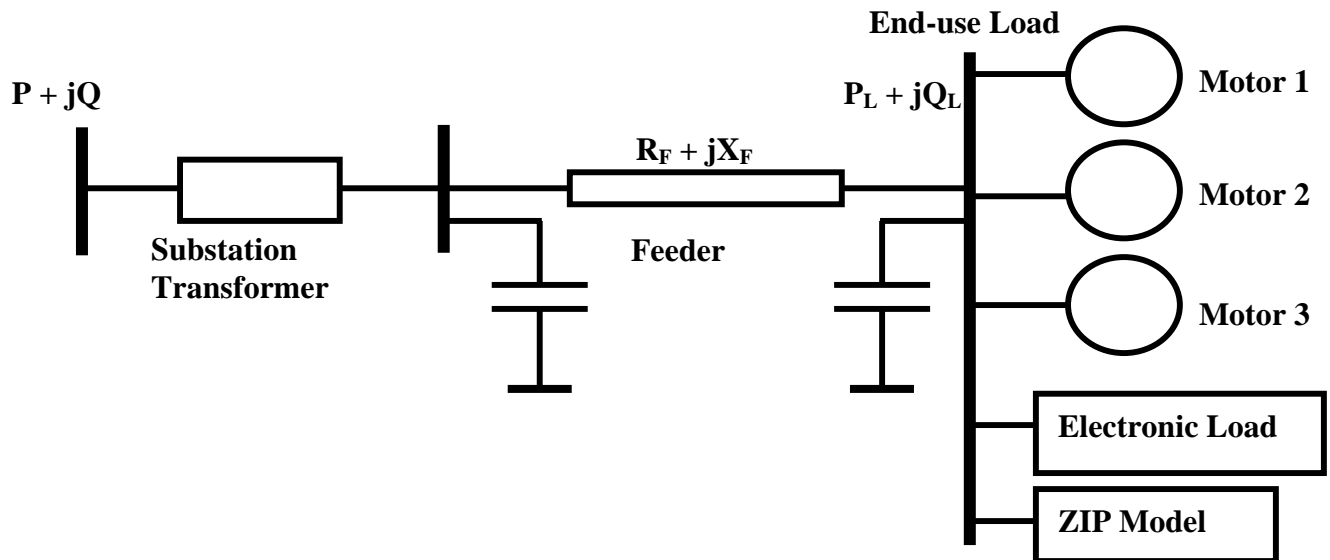 End-use Load
P + jQ
P_L + jQ_L
Motor 1
R_F + jX_F
Motor 2
Substation
Transformer
Feeder
Motor 3
Electronic Load
ZIP Model